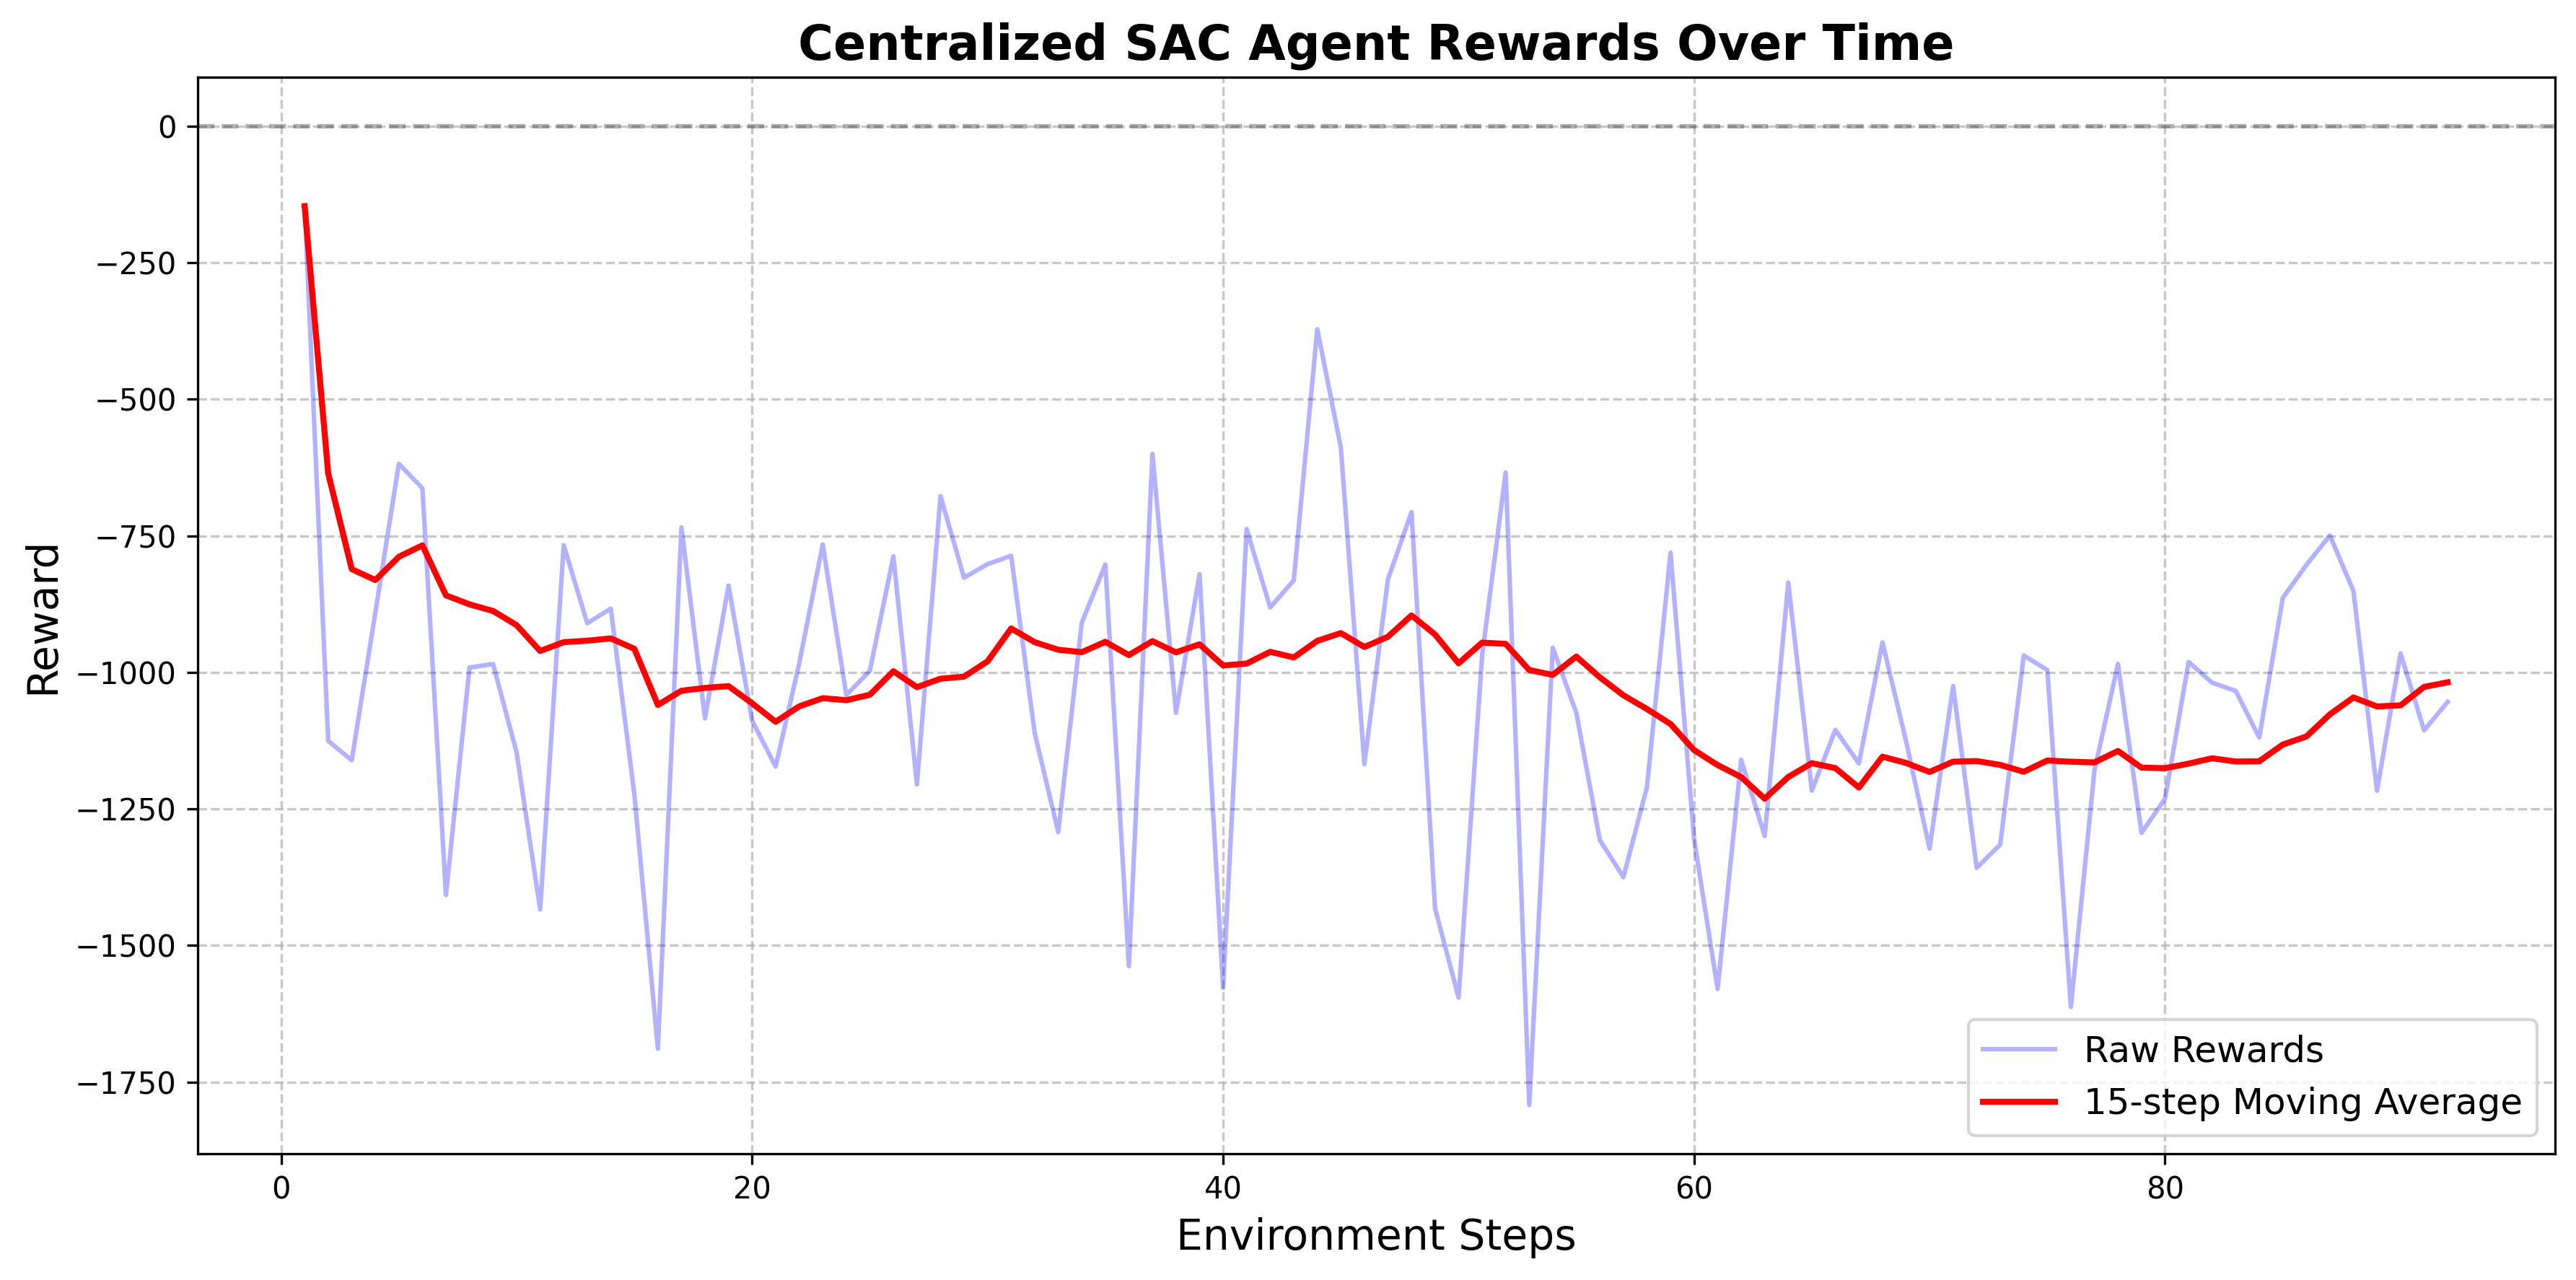 Centralized SAC Agent Rewards Over Time
0
−250
−500
−750
−1000
−1250
−1500
−1750
Reward
Raw Rewards
15-step Moving Average
0 20 40 60 80
Environment Steps